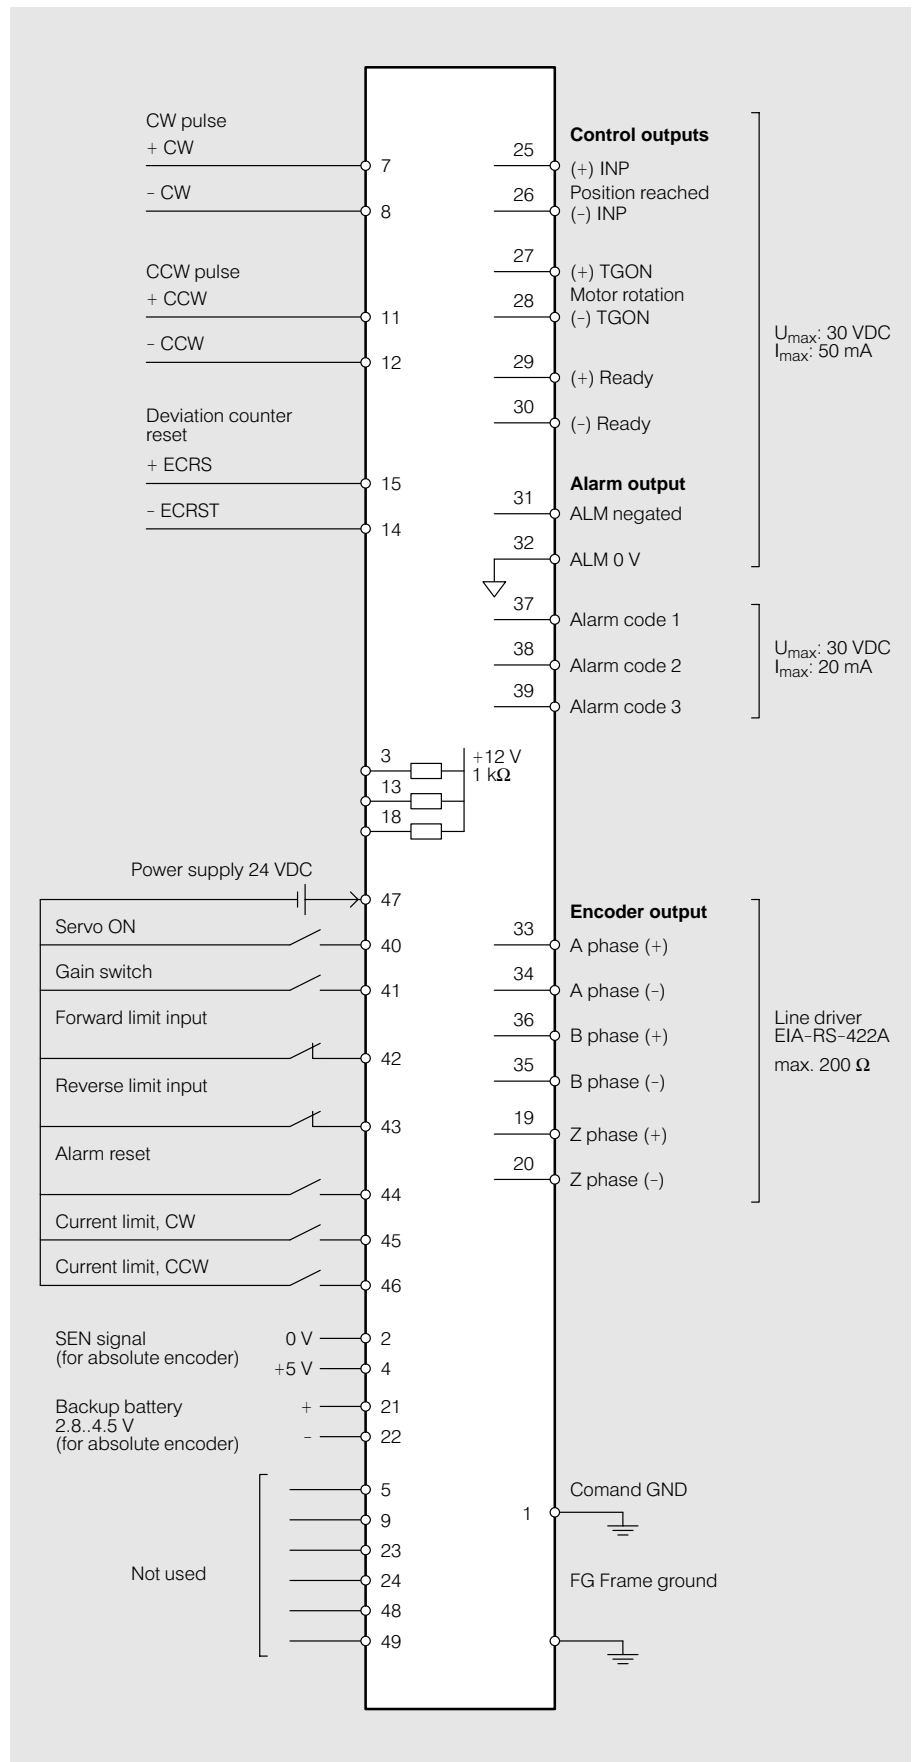 CW pulse
+ CW
7
- CW
8
CCW pulse
+ CCW
11
- CCW
12
Deviation counter
reset
+ ECRS
15
- ECRST
14
Control outputs
25
(+) INP
26
Position reached
(-) INP
27
(+) TGON
28
Motor rotation
(-) TGON
29
(+) Ready
30
(-) Ready
Umax: 30 VDC
Imax: 50 mA
Alarm output
31
ALM negated
32
ALM 0 V
37
Alarm code 1
38
Alarm code 2
39
Alarm code 3
Umax: 30 VDC
Imax: 20 mA
3
+12 V
1 kΩ
13
18
Power supply 24 VDC
47
Servo ON
40
Gain switch
41
Forward limit input
42
Reverse limit input
43
Alarm reset
44
Current limit, CW
45
Current limit, CCW
46
Encoder output
33
A phase (+)
34
A phase (-)
36
B phase (+)
35
B phase (-)
19
Z phase (+)
20
Z phase (-)
Line driver
EIA-RS-422A
max. 200 Ω
SEN signal
(for absolute encoder)
0 V
2
+5 V
4
Backup battery
2.8..4.5 V
(for absolute encoder)
+
21
-
22
Not used
5
9
23
24
48
49
Comand GND
1
FG Frame ground